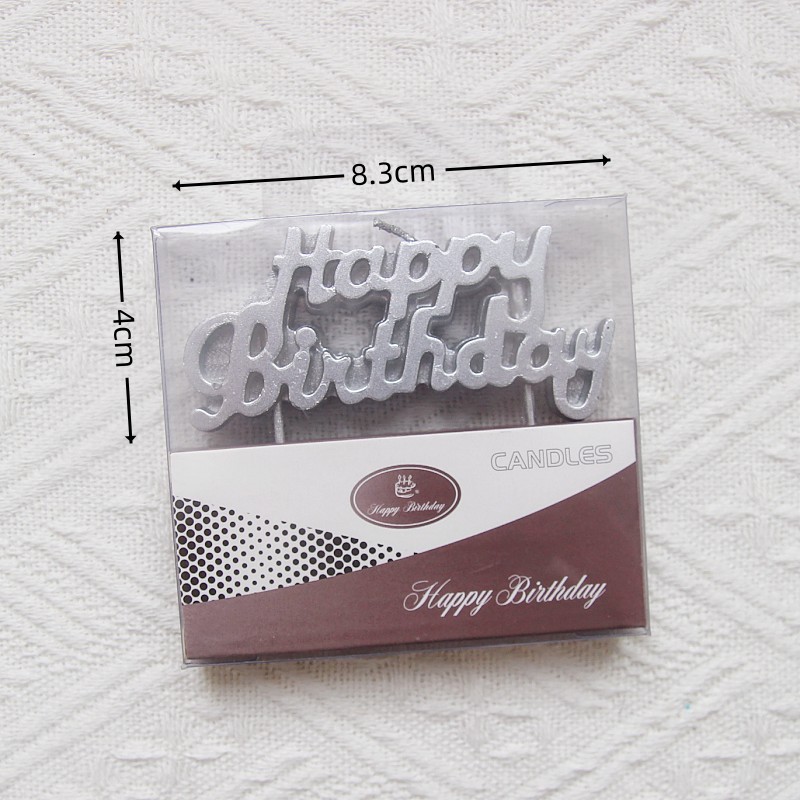 8.3cm
4cm
Happy
Birthday
CANDLES
Happy Birthday
Happy Birthday